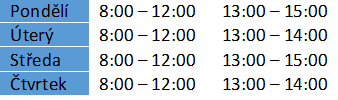 Pondělí 8:00 – 12:00 13:00 – 15:00
Úterý 8:00 – 12:00 13:00 – 14:00
Středa 8:00 – 12:00 13:00 – 15:00
Čtvrtek 8:00 – 12:00 13:00 – 14:00